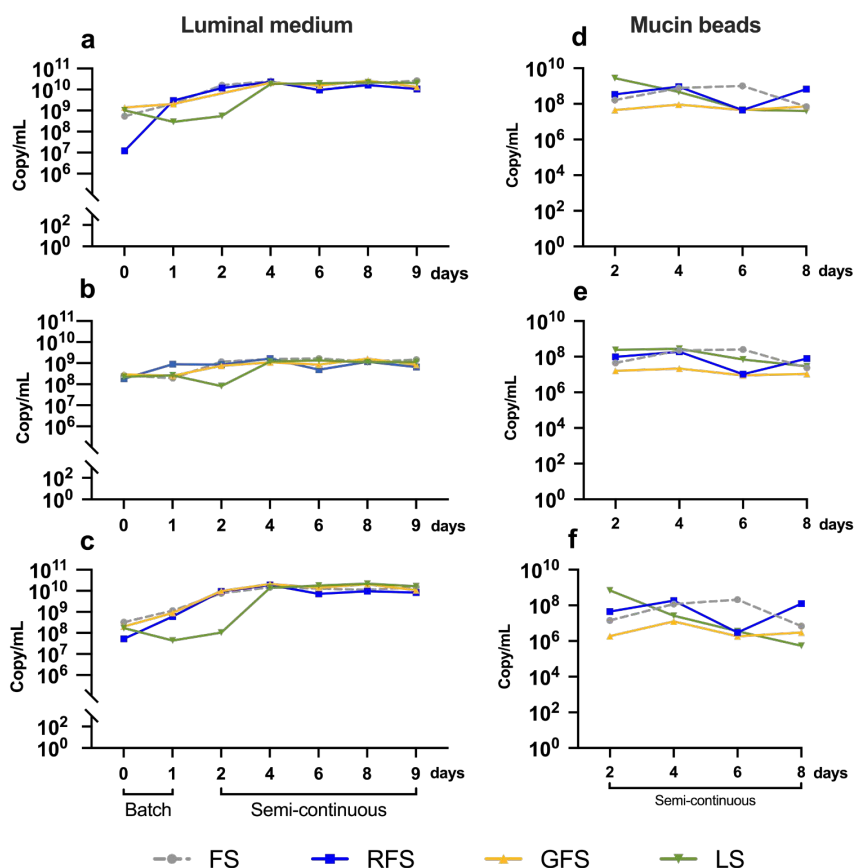 Luminal medium
Mucin beads
a
Copy/mL
10¹¹
10¹⁰
10⁹
10⁸
10⁷
10⁶
10²
10⁰
0 1 2 4 6 8 9 days
d
Copy/mL
10¹⁰
10⁸
10⁶
10⁴
10²
10⁰
2 4 6 8 days
b
Copy/mL
10¹¹
10¹⁰
10⁹
10⁸
10⁷
10⁶
10²
10⁰
0 1 2 4 6 8 9 days
e
Copy/mL
10¹⁰
10⁸
10⁶
10⁴
10²
10⁰
2 4 6 8 days
c
Copy/mL
10¹¹
10¹⁰
10⁹
10⁸
10⁷
10⁶
10²
10⁰
0 1 2 4 6 8 9 days
Batch Semi-continuous
f
Copy/mL
10¹⁰
10⁸
10⁶
10⁴
10²
10⁰
2 4 6 8 days
Semi-continuous
FS RFS GFS LS